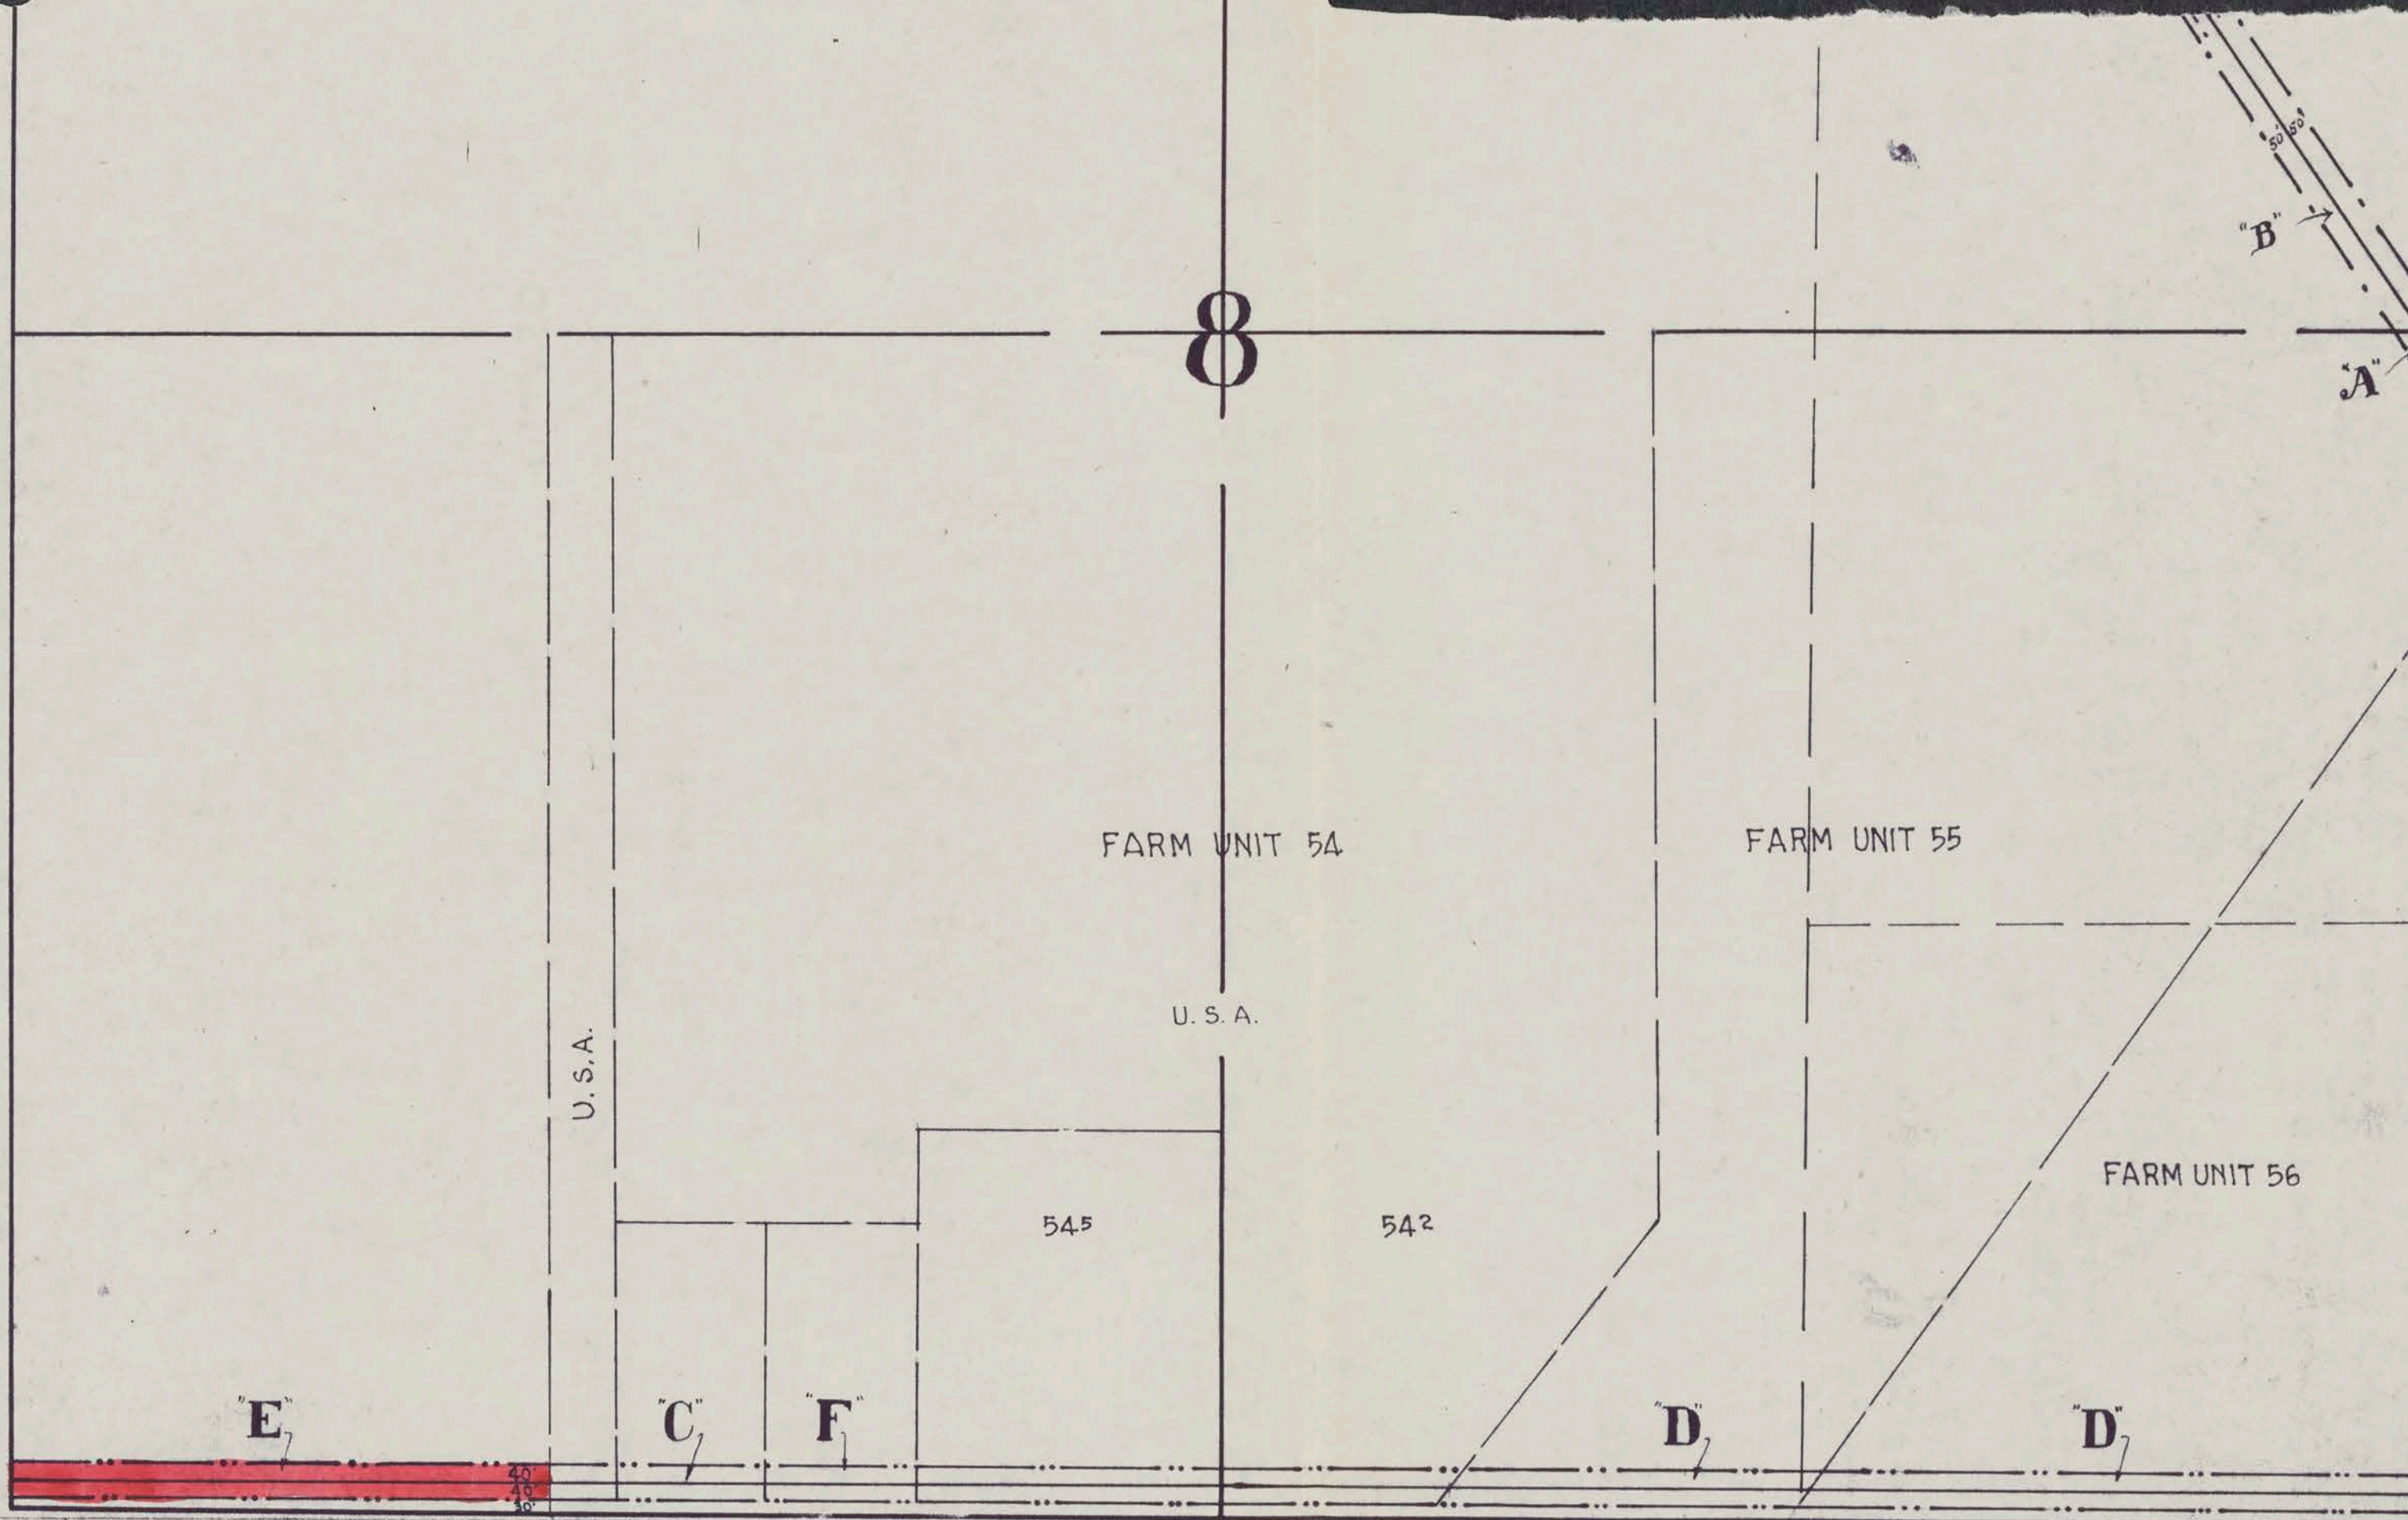 50' 50'
"B"
8
"A"
FARM UNIT 54
FARM UNIT 55
U. S. A.
U.S.A.
FARM UNIT 56
545
542
"E"
"C"
"F"
"D"
"D"
40'
40'
30'